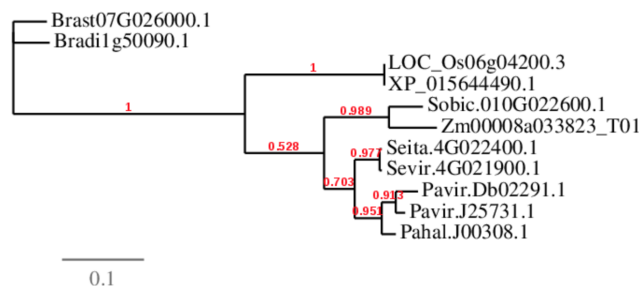 Brast07G026000.1
Bradi1g50090.1
LOC_Os06g04200.3
1
XP_015644490.1
Sobic.010G022600.1
0.989
1
Zm00008a033823_T01
0.528
0.977
Seita.4G022400.1
Sevir.4G021900.1
0.703
0.913
Pavir.Db02291.1
0.951
Pavir.J25731.1
Pahal.J00308.1
0.1